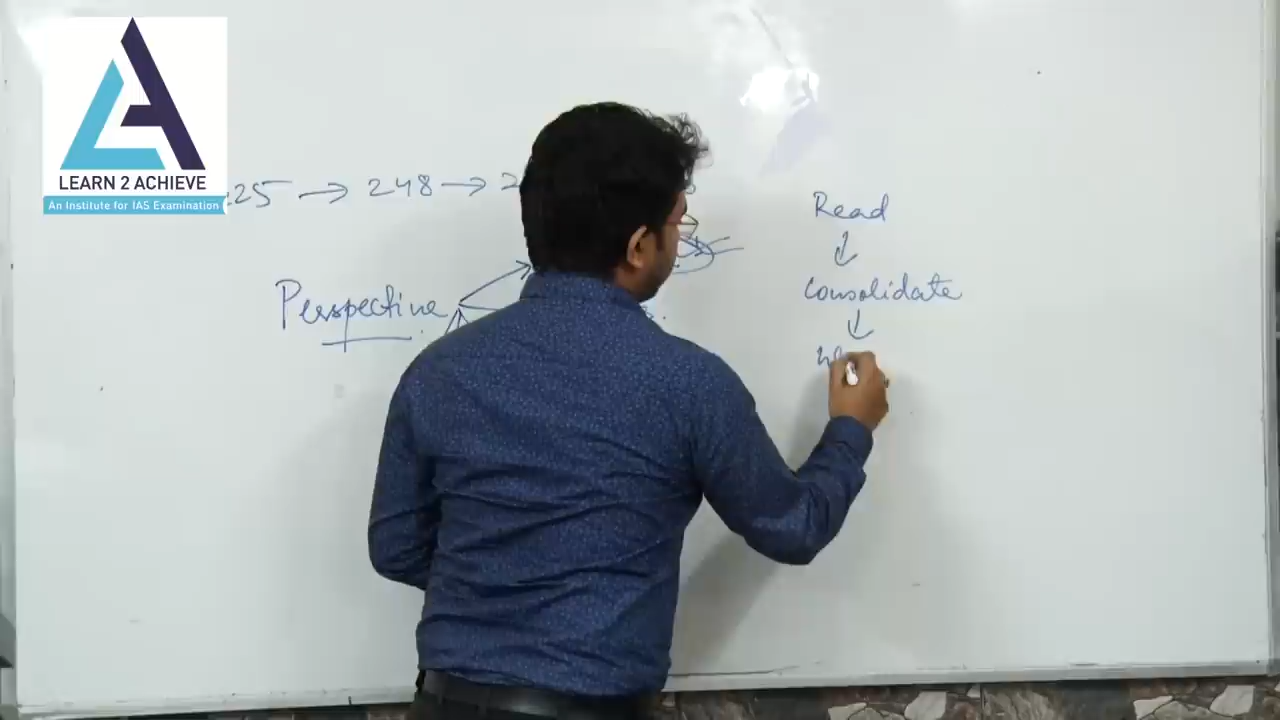 LEARN 2 ACHIEVE
An Institute for IAS Examination
25 → 248 →
Read
↓
Consolidate
↓
Perspective